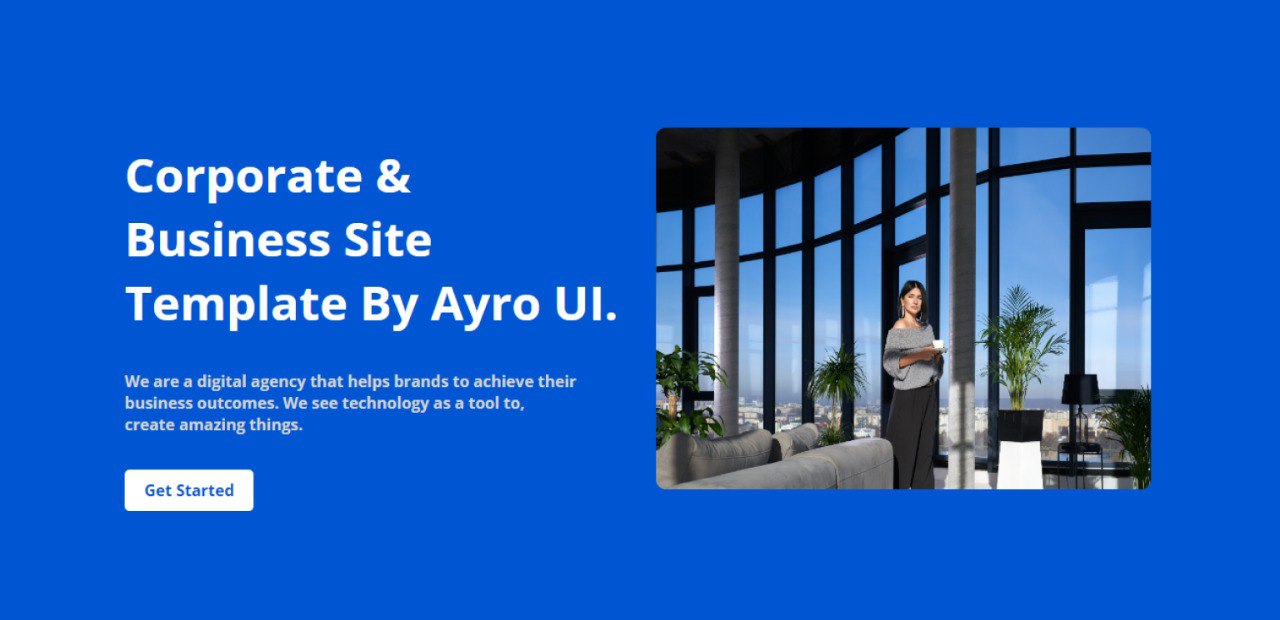 Corporate &
Business Site
Template By Ayro UI.
We are a digital agency that helps brands to achieve their
business outcomes. We see technology as a tool to,
create amazing things.
Get Started